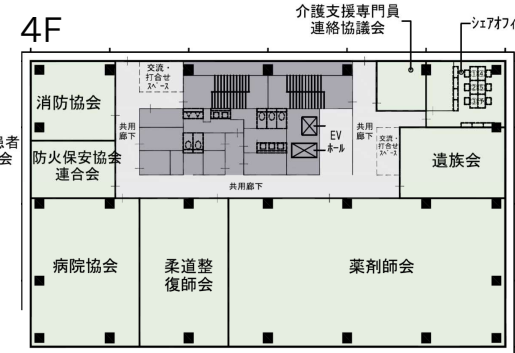 4F
介護支援専門員
連絡協議会
シェアオフィ
交流・
打合せ
スペース
消防協会
共用
廊下
EV
ホール
共用
廊下
交流・
打合せ
スペース
患者
会
防火保安協会
連合会
遺族会
共用廊下
病院協会
柔道整
復師会
薬剤師会